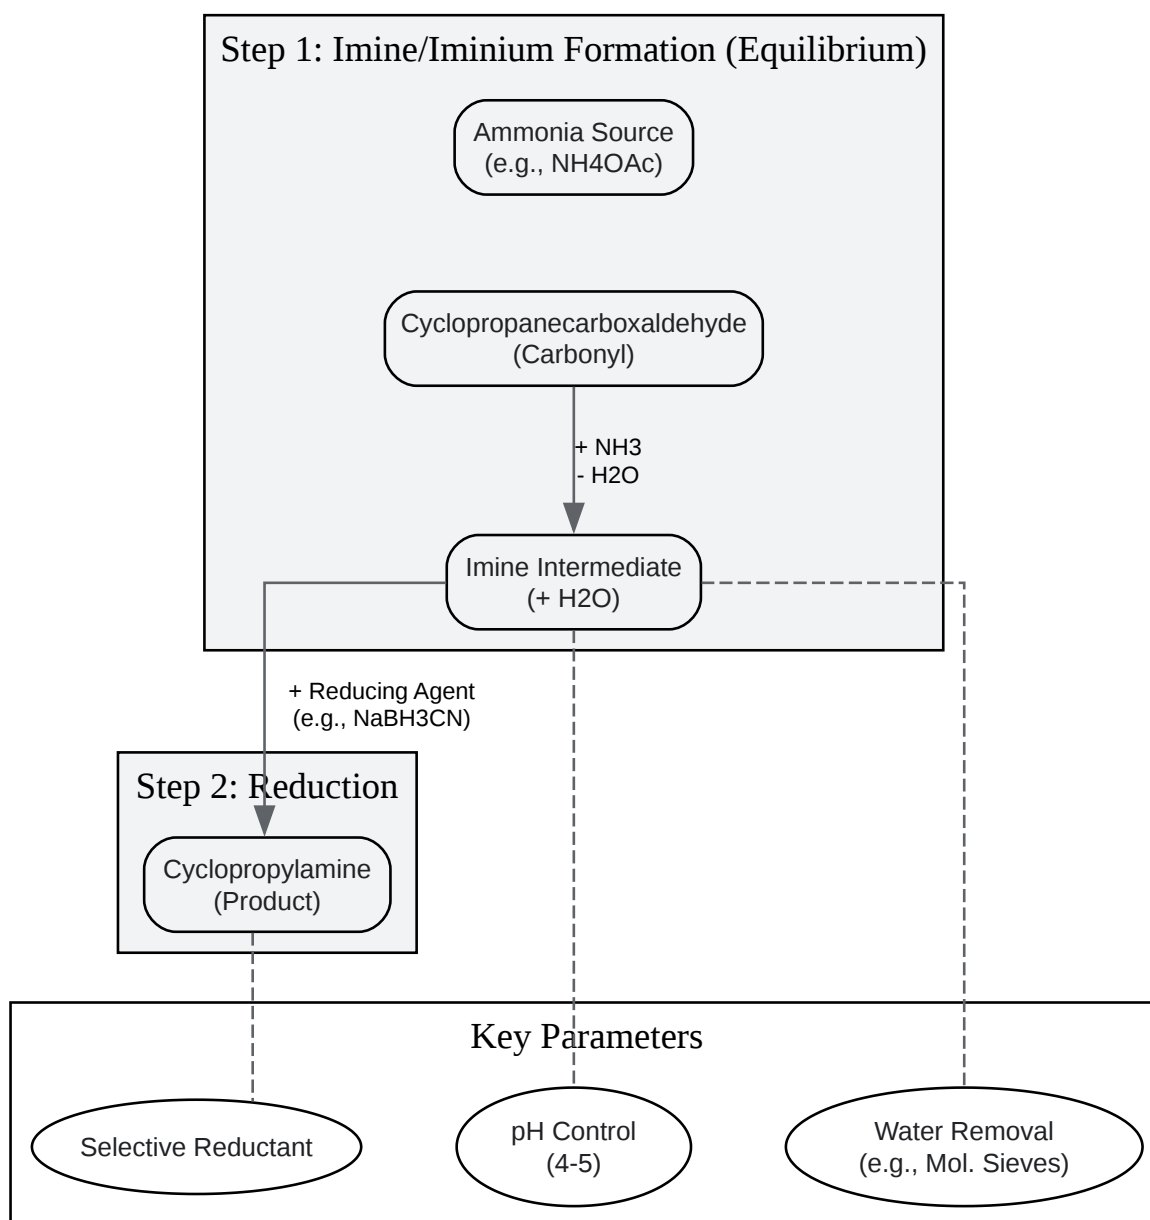 Step 1: Imine/Iminium Formation (Equilibrium)
Ammonia Source
(e.g., NH4OAc)
Cyclopropanecarboxaldehyde
(Carbonyl)
+ NH3
- H2O
Imine Intermediate
(+ H2O)
+ Reducing Agent
(e.g., NaBH3CN)
Step 2: Reduction
Cyclopropylamine
(Product)
Key Parameters
Selective Reductant
pH Control
(4-5)
Water Removal
(e.g., Mol. Sieves)